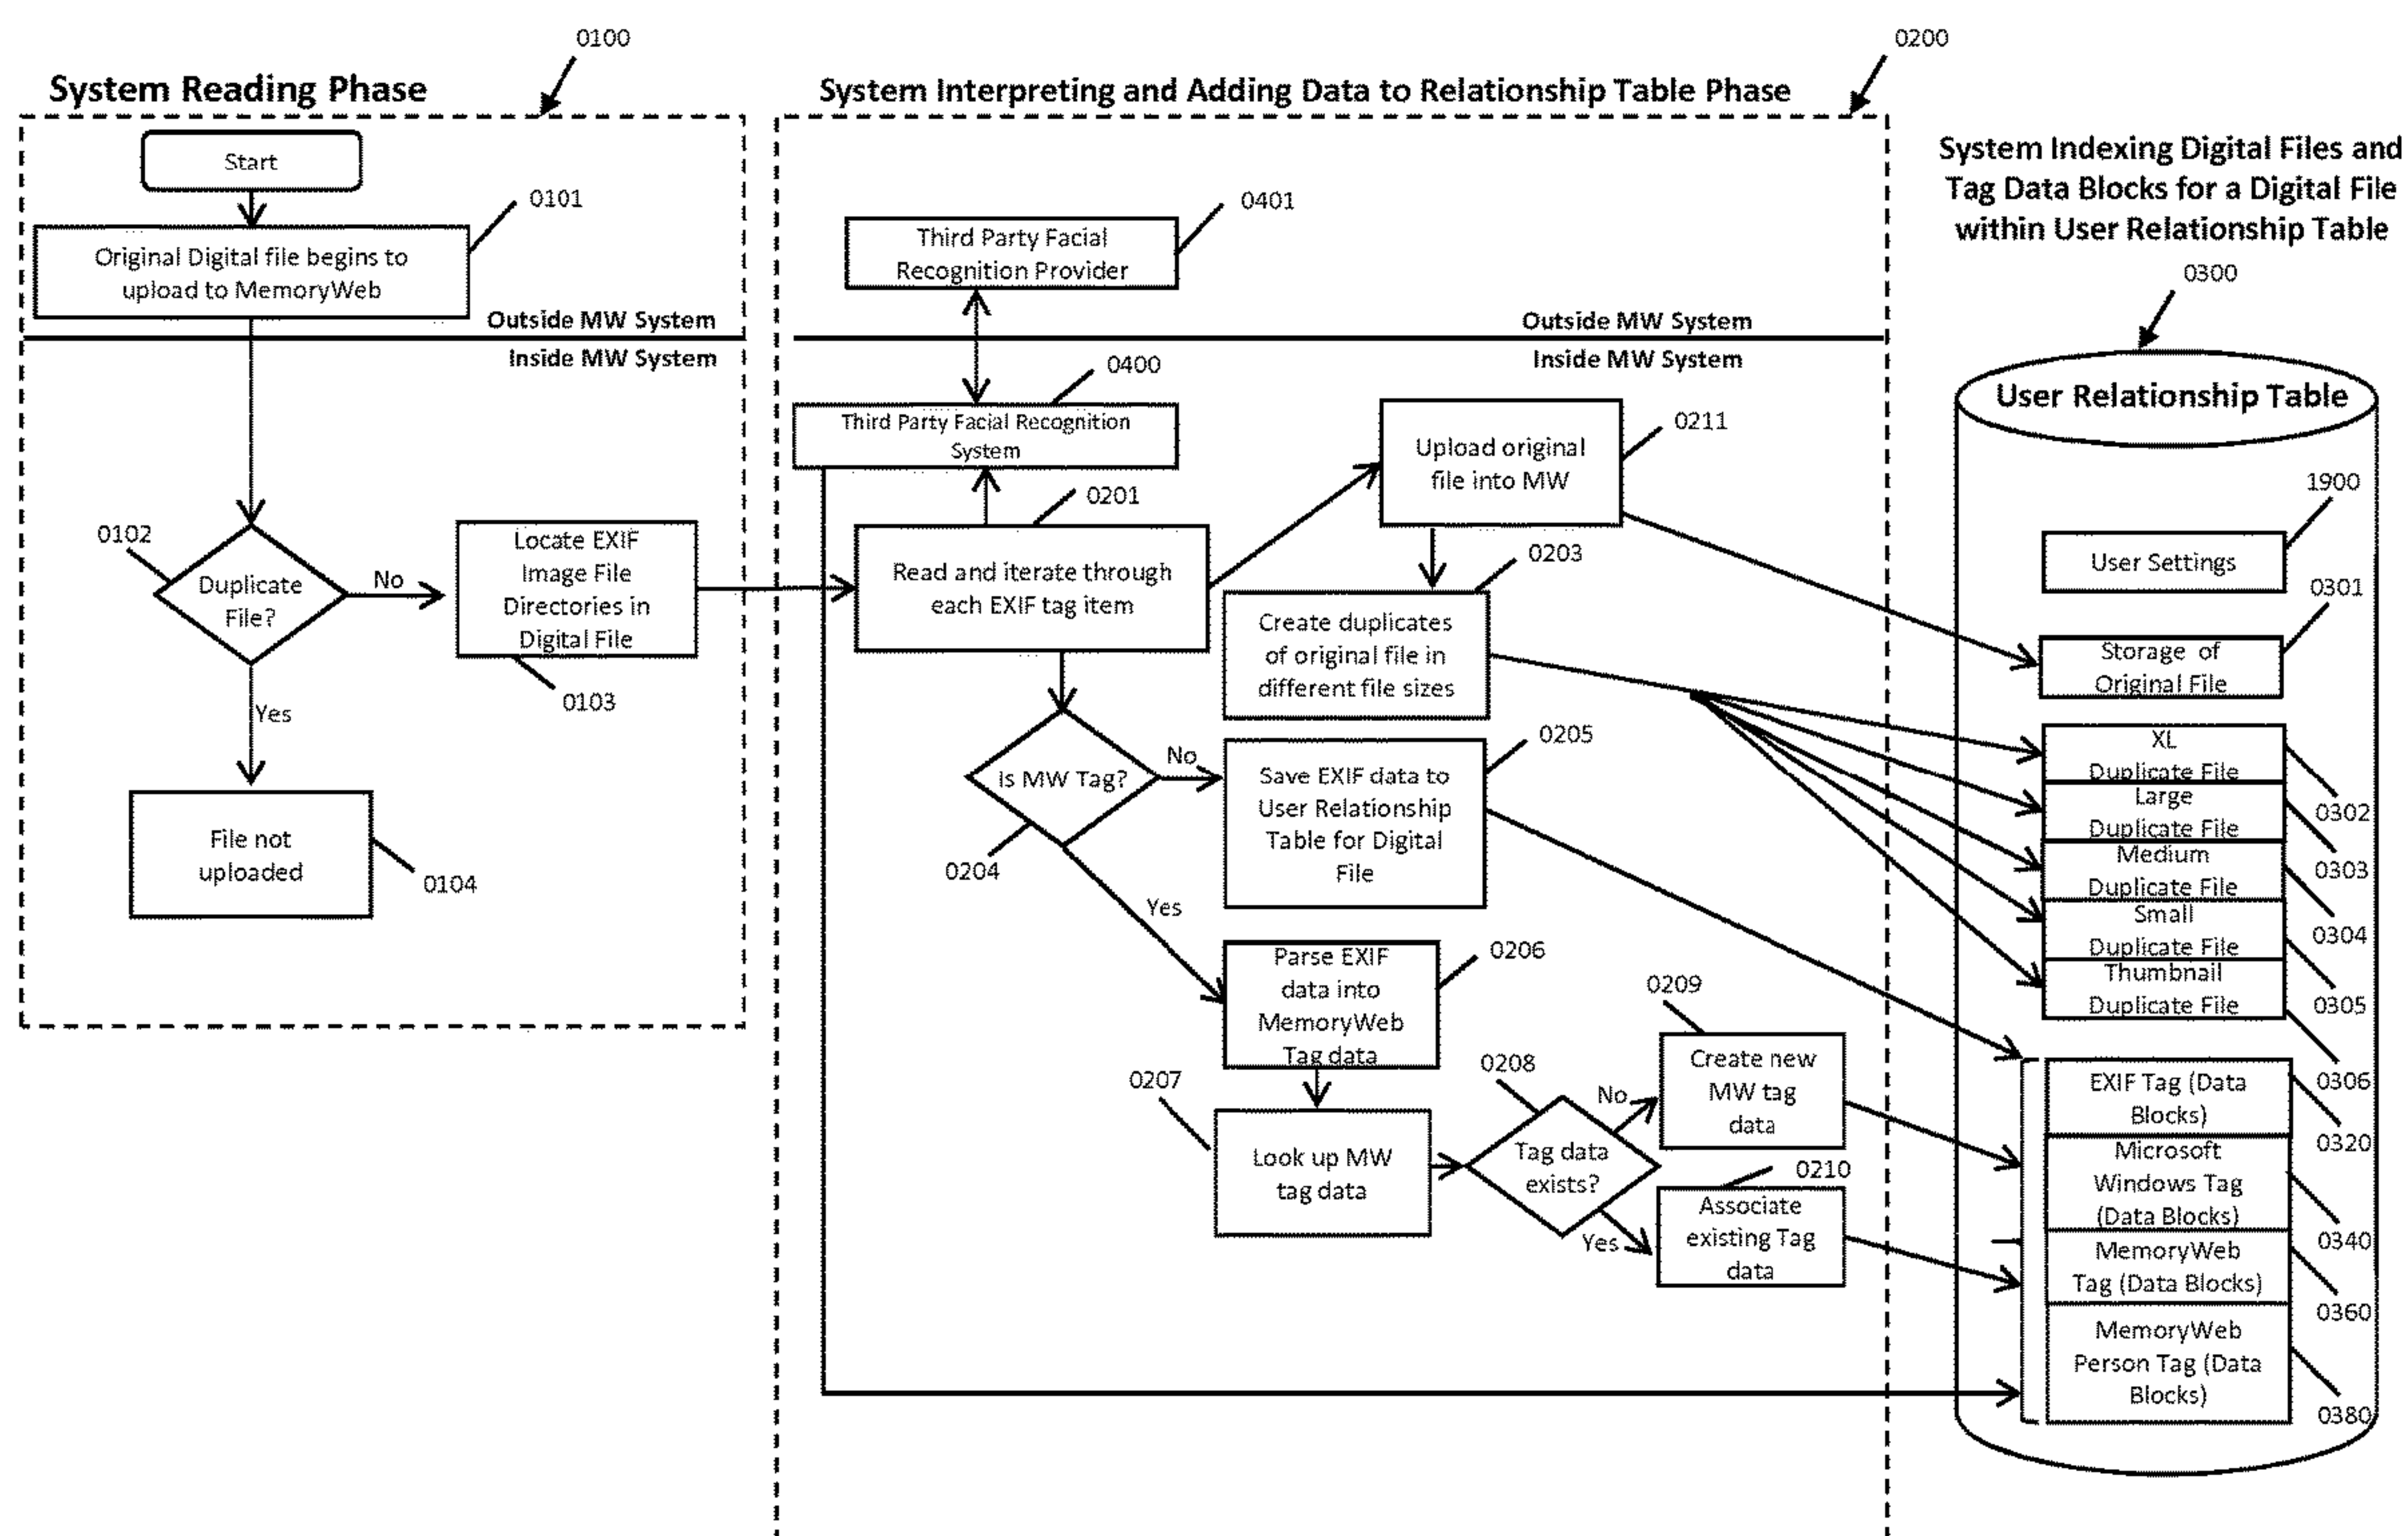 0100
System Reading Phase
Start
0101
Original Digital file begins to
upload to MemoryWeb
Outside MW System
Inside MW System
0102
Duplicate
File?
No
Locate EXIF
Image File
Directories in
Digital File
0103
Yes
File not
uploaded
0104
0200
System Interpreting and Adding Data to Relationship Table Phase
0401
Third Party Facial
Recognition Provider
Outside MW System
Inside MW System
0400
Third Party Facial Recognition
System
0201
Read and iterate through
each EXIF tag item
0211
Upload original
file into MW
0203
Create duplicates
of original file in
different file sizes
Is MW Tag?
0204
No
0205
Save EXIF data to
User Relationship
Table for Digital
File
Yes
0206
Parse EXIF
data into
MemoryWeb
Tag data
0207
Look up MW
tag data
0208
Tag data
exists?
No
0209
Create new
MW tag
data
Yes
0210
Associate
existing Tag
data
System Indexing Digital Files and
Tag Data Blocks for a Digital File
within User Relationship Table
0300
User Relationship Table
1900
User Settings
0301
Storage of
Original File
XL
Duplicate File
0302
Large
Duplicate File
0303
Medium
Duplicate File
0304
Small
Duplicate File
0305
Thumbnail
Duplicate File
0306
EXIF Tag (Data
Blocks)
0320
Microsoft
Windows Tag
(Data Blocks)
0340
MemoryWeb
Tag (Data Blocks)
0360
MemoryWeb
Person Tag (Data
Blocks)
0380